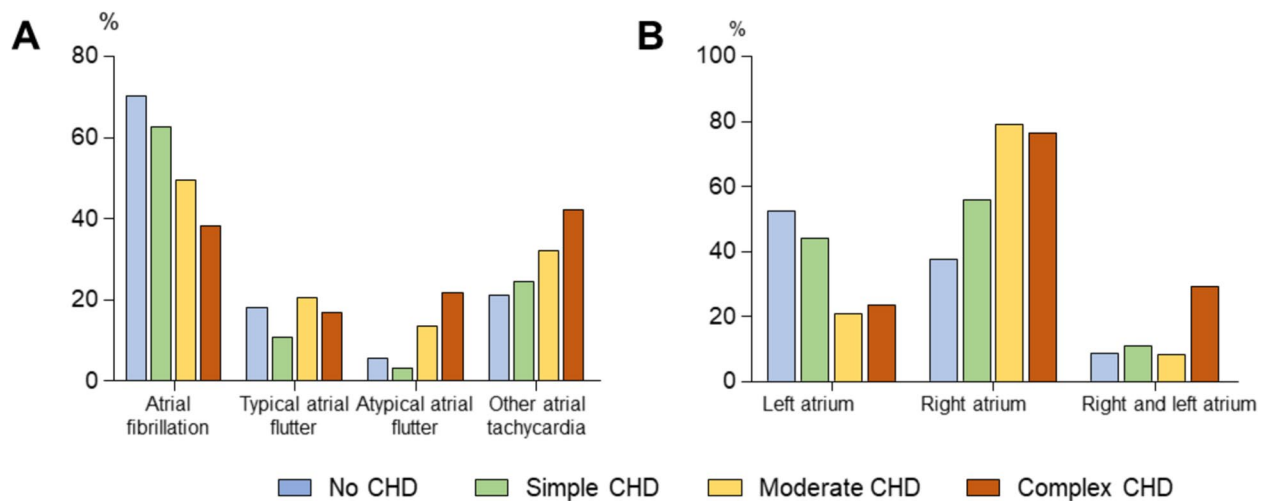 A
%
80
60
40
20
0
Atrial
fibrillation
Typical atrial
flutter
Atypical atrial
flutter
Other atrial
tachycardia
B
%
100
80
60
40
20
0
Left atrium
Right atrium
Right and left atrium
No CHD
Simple CHD
Moderate CHD
Complex CHD